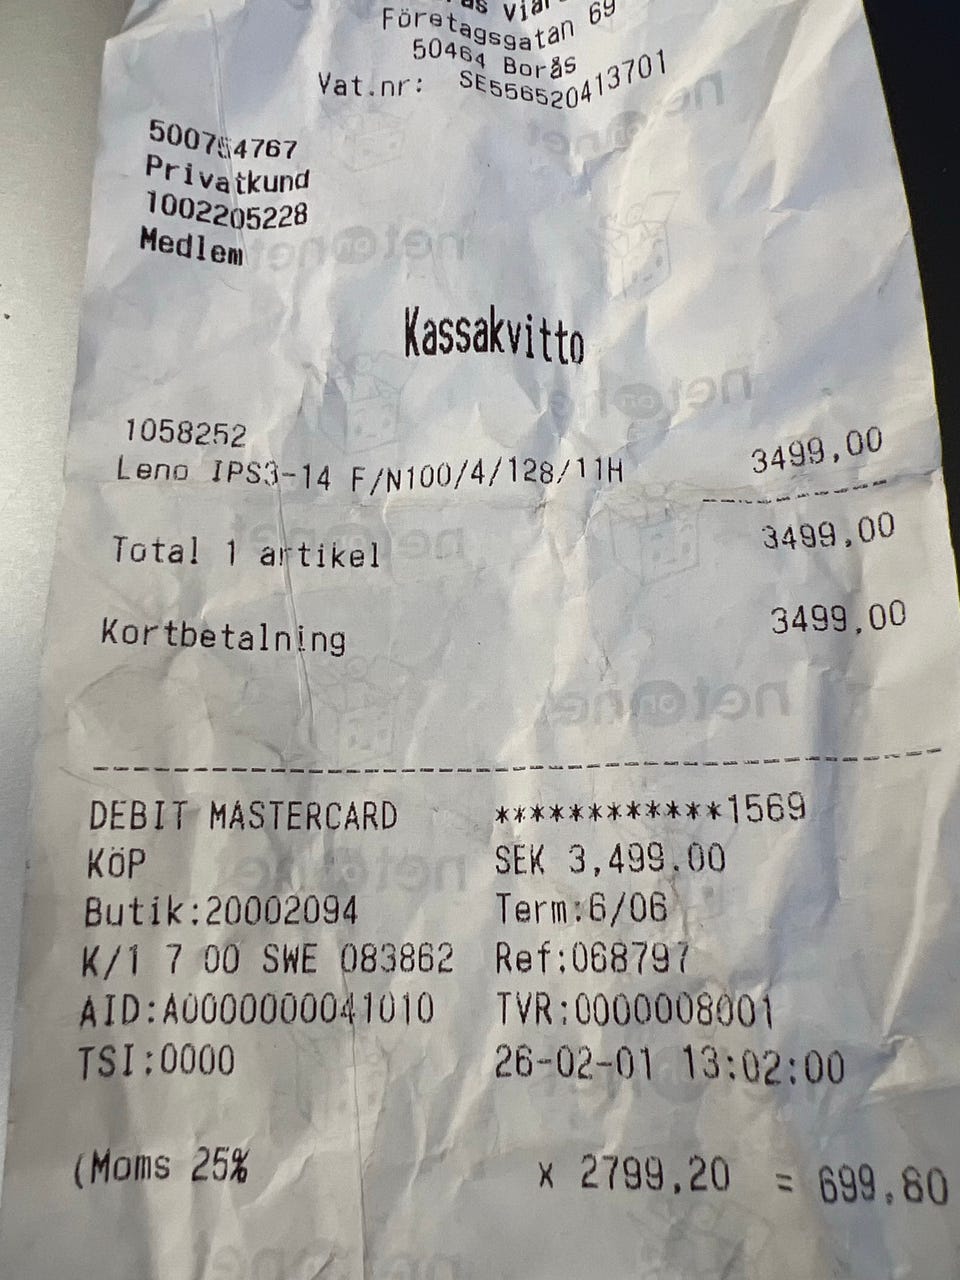 Företagsgatan 69
50464 Borås
Vat.nr: SE556520413701
500754767
Privatkund
1002205228
Medlem
Kassakvitto
1058252
Leno IPS3-14 F/N100/4/128/11H 3499,00
Total 1 artikel 3499,00
Kortbetalning 3499,00
DEBIT MASTERCARD ************1569
KÖP SEK 3,499.00
Butik:20002094 Term:6/06
K/1 7 00 SWE 083862 Ref:068797
AID:A0000000041010 TVR:0000008001
TSI:0000 26-02-01 13:02:00
(Moms 25% x 2799,20 = 699,80